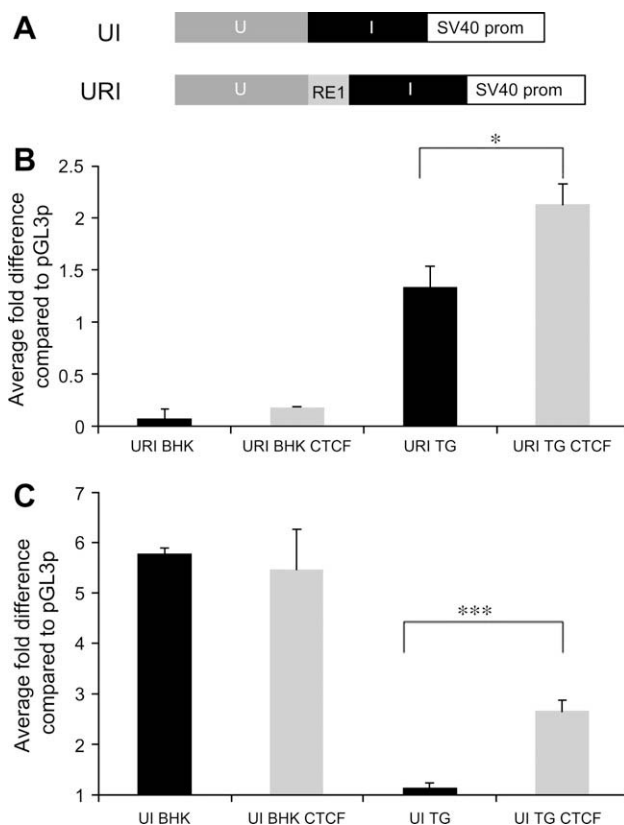 A
UI
U I SV40 prom
URI
U RE1 I SV40 prom
B
Average fold difference
compared to pGL3p
2.5
2
1.5
1
0.5
0
*
URI BHK URI BHK CTCF URI TG URI TG CTCF
C
Average fold difference
compared to pGL3p
7
6
5
4
3
2
1
***
UI BHK UI BHK CTCF UI TG UI TG CTCF